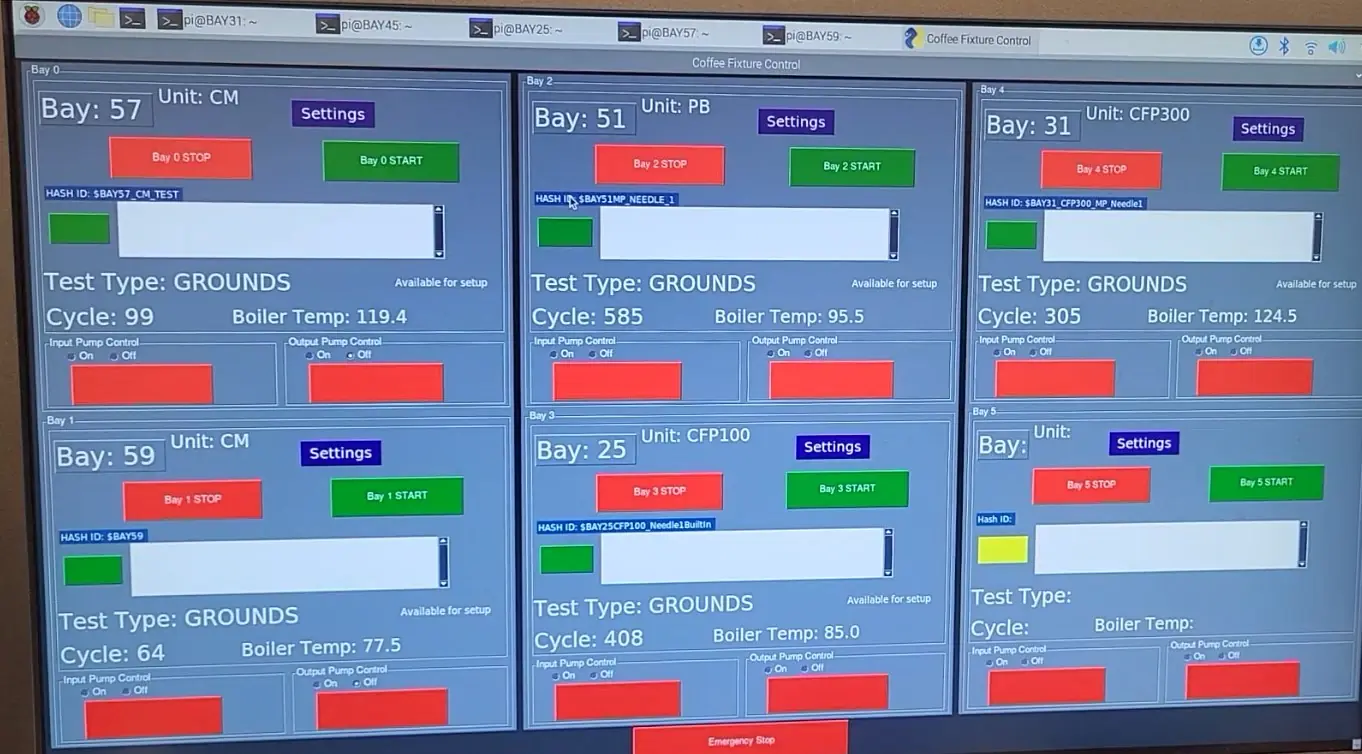 pi@BAY31: ~
pi@BAY45: ~
pi@BAY25: ~
pi@BAY57: ~
pi@BAY59: ~
Coffee Fixture Control
Coffee Fixture Control
Bay 0
Bay: 57
Unit: CM
Settings
Bay 0 STOP
Bay 0 START
HASH ID: $BAY57_CM_TEST
Test Type: GROUNDS
Available for setup
Cycle: 99
Boiler Temp: 119.4
Input Pump Control
On Off
Output Pump Control
On Off
Bay 2
Bay: 51
Unit: PB
Settings
Bay 2 STOP
Bay 2 START
HASH ID: $BAY51MP_NEEDLE_1
Test Type: GROUNDS
Available for setup
Cycle: 585
Boiler Temp: 95.5
Input Pump Control
On Off
Output Pump Control
On Off
Bay 4
Bay: 31
Unit: CFP300
Settings
Bay 4 STOP
Bay 4 START
HASH ID: $BAY31_CFP300_MP_Needle1
Test Type: GROUNDS
Available for setup
Cycle: 305
Boiler Temp: 124.5
Input Pump Control
On Off
Output Pump Control
On Off
Bay 1
Bay: 59
Unit: CM
Settings
Bay 1 STOP
Bay 1 START
HASH ID: $BAY59
Test Type: GROUNDS
Available for setup
Cycle: 64
Boiler Temp: 77.5
Input Pump Control
On Off
Output Pump Control
On Off
Bay 3
Bay: 25
Unit: CFP100
Settings
Bay 3 STOP
Bay 3 START
HASH ID: $BAY25CFP100_Needle1BuiltIn
Test Type: GROUNDS
Available for setup
Cycle: 408
Boiler Temp: 85.0
Input Pump Control
On Off
Output Pump Control
On Off
Bay 5
Bay:
Unit:
Settings
Bay 5 STOP
Bay 5 START
Hash ID:
Test Type:
Cycle:
Boiler Temp:
Input Pump Control
On Off
Output Pump Control
On Off
Emergency Stop